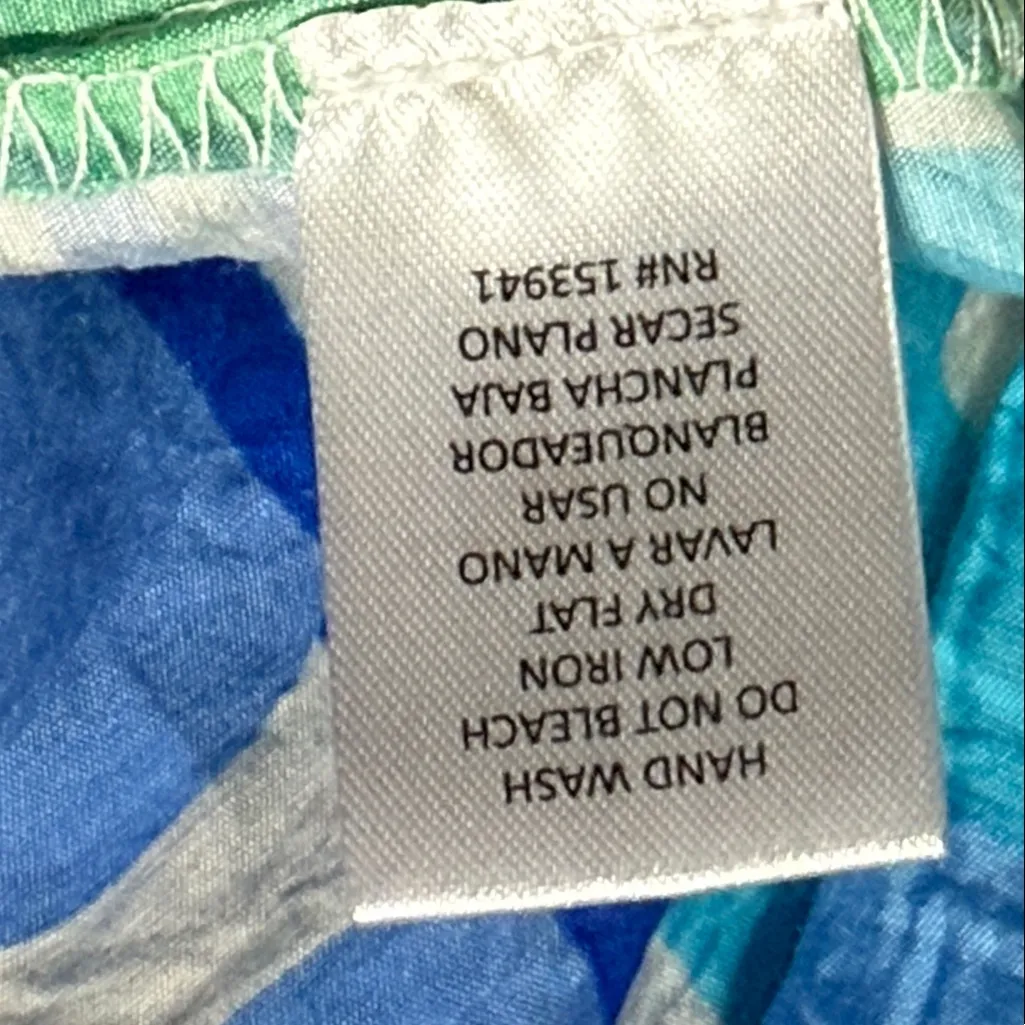 HAND WASH
DO NOT BLEACH
LOW IRON
DRY FLAT
LAVAR A MANO
NO USAR
BLANQUEADOR
PLANCHA BAJA
SECAR PLANO
RN# 153941